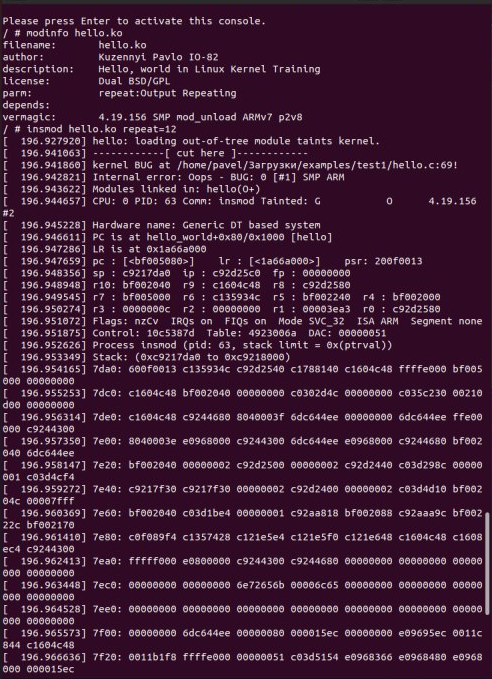 Please press Enter to activate this console.
/ # modinfo hello.ko
filename:       hello.ko
author:         Kuzennyi Pavlo IO-82
description:    Hello, world in Linux Kernel Training
license:        Dual BSD/GPL
parm:           repeat:Output Repeating
depends:
vermagic:       4.19.156 SMP mod_unload ARMv7 p2v8
/ # insmod hello.ko repeat=12
[  196.927920] hello: loading out-of-tree module taints kernel.
[  196.941063] ------------[ cut here ]------------
[  196.941860] kernel BUG at /home/pavel/Загрузки/examples/test1/hello.c:69!
[  196.942821] Internal error: Oops - BUG: 0 [#1] SMP ARM
[  196.943622] Modules linked in: hello(O+)
[  196.944657] CPU: 0 PID: 63 Comm: insmod Tainted: G           O      4.19.156
#2
[  196.945228] Hardware name: Generic DT based system
[  196.946611] PC is at hello_world+0x80/0x1000 [hello]
[  196.947286] LR is at 0x1a66a000
[  196.947659] pc : [<bf005080>]    lr : [<1a66a000>]    psr: 200f0013
[  196.948356] sp : c9217da0  ip : c92d25c0  fp : 00000000
[  196.948948] r10: bf002040  r9 : c1604c48  r8 : c92d2580
[  196.949545] r7 : bf005000  r6 : c135934c  r5 : bf002240  r4 : bf002000
[  196.950274] r3 : 0000000c  r2 : 00000000  r1 : 00003ea3  r0 : c92d2580
[  196.951072] Flags: nzCv  IRQs on  FIQs on  Mode SVC_32  ISA ARM  Segment none
[  196.951875] Control: 10c5387d  Table: 4923006a  DAC: 00000051
[  196.952626] Process insmod (pid: 63, stack limit = 0x(ptrval))
[  196.953349] Stack: (0xc9217da0 to 0xc9218000)
[  196.954165] 7da0: 600f0013 c135934c c92d2540 c1788140 c1604c48 ffffe000 bf005
000 00000000
[  196.955253] 7dc0: c1604c48 bf002040 00000000 c0302d4c 00000000 c035c230 00210
d00 00000000
[  196.956314] 7de0: c1604c48 c9244680 8040003f 6dc644ee 00000000 6dc644ee ffe00
000 c9244300
[  196.957350] 7e00: 8040003e e0968000 c9244300 6dc644ee e0968000 c9244680 bf002
040 6dc644ee
[  196.958147] 7e20: bf002040 00000002 c92d2500 00000002 c92d2440 c03d298c 00000
001 c03d4cf4
[  196.959272] 7e40: c9217f30 c9217f30 00000002 c92d2400 00000002 c03d4d10 bf002
04c 00007fff
[  196.960369] 7e60: bf002040 c03d1be4 00000001 c92aa818 bf002088 c92aaa9c bf002
22c bf002170
[  196.961410] 7e80: c0f089f4 c1357428 c121e5e4 c121e5f0 c121e648 c1604c48 c1608
ec4 c9244300
[  196.962413] 7ea0: fffff000 e0800000 c9244300 c9244680 00000000 00000000 00000
000 00000000
[  196.963448] 7ec0: 00000000 00000000 6e72656b 00006c65 00000000 00000000 00000
000 00000000
[  196.964528] 7ee0: 00000000 00000000 00000000 00000000 00000000 00000000 00000
000 00000000
[  196.965573] 7f00: 00000000 6dc644ee 00000080 000015ec 00000000 e09695ec 0011c
844 c1604c48
[  196.966636] 7f20: 0011b1f8 ffffe000 00000051 c03d5154 e0968366 e0968480 e0968
000 000015ec